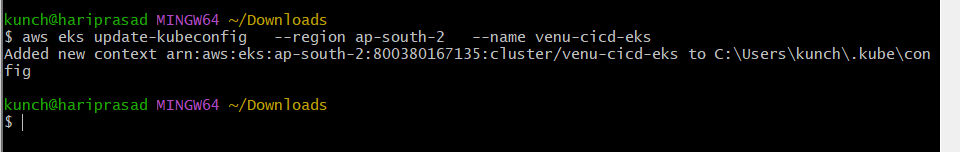 kunch@hariprasad MINGW64 ~/Downloads
$ aws eks update-kubeconfig   --region ap-south-2   --name venu-cicd-eks
Added new context arn:aws:eks:ap-south-2:800380167135:cluster/venu-cicd-eks to C:\Users\kunch\.kube\con
fig
kunch@hariprasad MINGW64 ~/Downloads
$